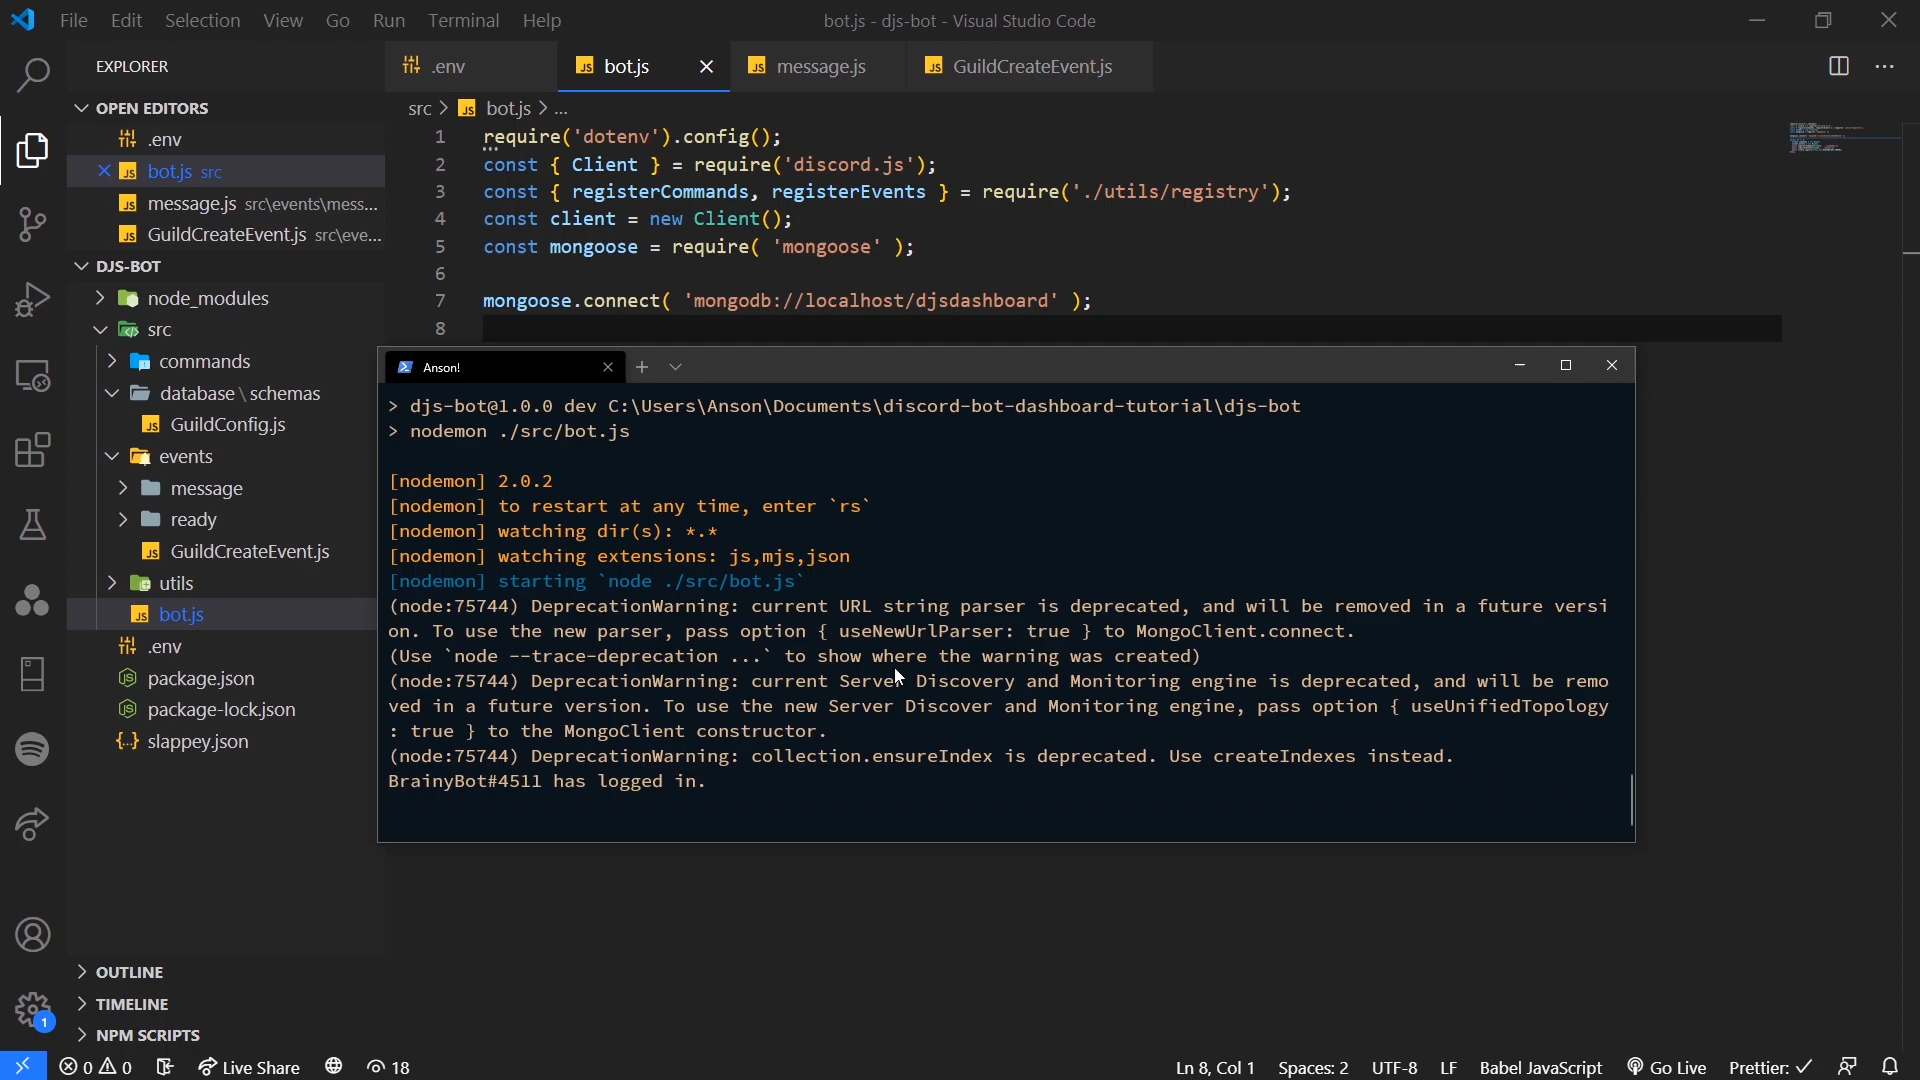 File Edit Selection View Go Run Terminal Help
bot.js - djs-bot - Visual Studio Code
EXPLORER
OPEN EDITORS
.env
bot.js src
message.js src\events\mess...
GuildCreateEvent.js src\eve...
DJS-BOT
node_modules
src
commands
database \ schemas
GuildConfig.js
events
message
ready
GuildCreateEvent.js
utils
bot.js
.env
package.json
package-lock.json
slappey.json
OUTLINE
TIMELINE
NPM SCRIPTS
.env
bot.js
message.js
GuildCreateEvent.js
src > bot.js > ...
1 require('dotenv').config();
2 const { Client } = require('discord.js');
3 const { registerCommands, registerEvents } = require('./utils/registry');
4 const client = new Client();
5 const mongoose = require( 'mongoose' );
6
7 mongoose.connect( 'mongodb://localhost/djsdashboard' );
8
Anson!
> djs-bot@1.0.0 dev C:\Users\Anson\Documents\discord-bot-dashboard-tutorial\djs-bot
> nodemon ./src/bot.js
[nodemon] 2.0.2
[nodemon] to restart at any time, enter `rs`
[nodemon] watching dir(s): *.*
[nodemon] watching extensions: js,mjs,json
[nodemon] starting `node ./src/bot.js`
(node:75744) DeprecationWarning: current URL string parser is deprecated, and will be removed in a future versi
on. To use the new parser, pass option { useNewUrlParser: true } to MongoClient.connect.
(Use `node --trace-deprecation ...` to show where the warning was created)
(node:75744) DeprecationWarning: current Server Discovery and Monitoring engine is deprecated, and will be remo
ved in a future version. To use the new Server Discover and Monitoring engine, pass option { useUnifiedTopology
: true } to the MongoClient constructor.
(node:75744) DeprecationWarning: collection.ensureIndex is deprecated. Use createIndexes instead.
BrainyBot#4511 has logged in.
1
0 0 Live Share 18
Ln 8, Col 1 Spaces: 2 UTF-8 LF Babel JavaScript Go Live Prettier: ✓